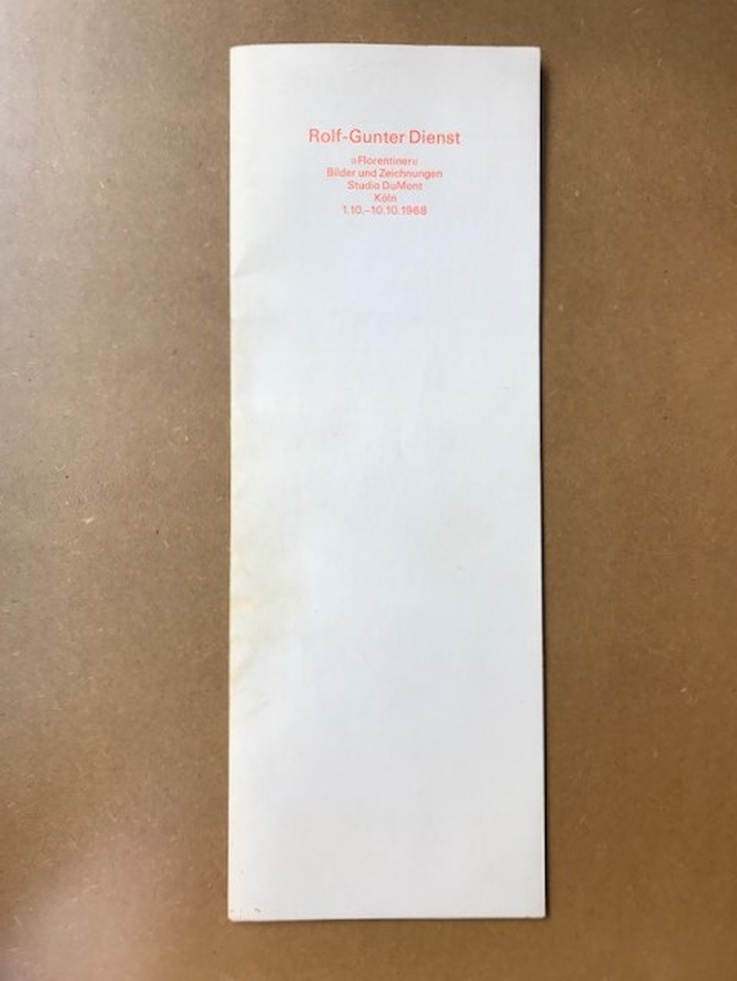 Rolf-Gunter Dienst
»Florentiner«
Bilder und Zeichnungen
Studio DuMont
Köln
1.10.–10.10.1968